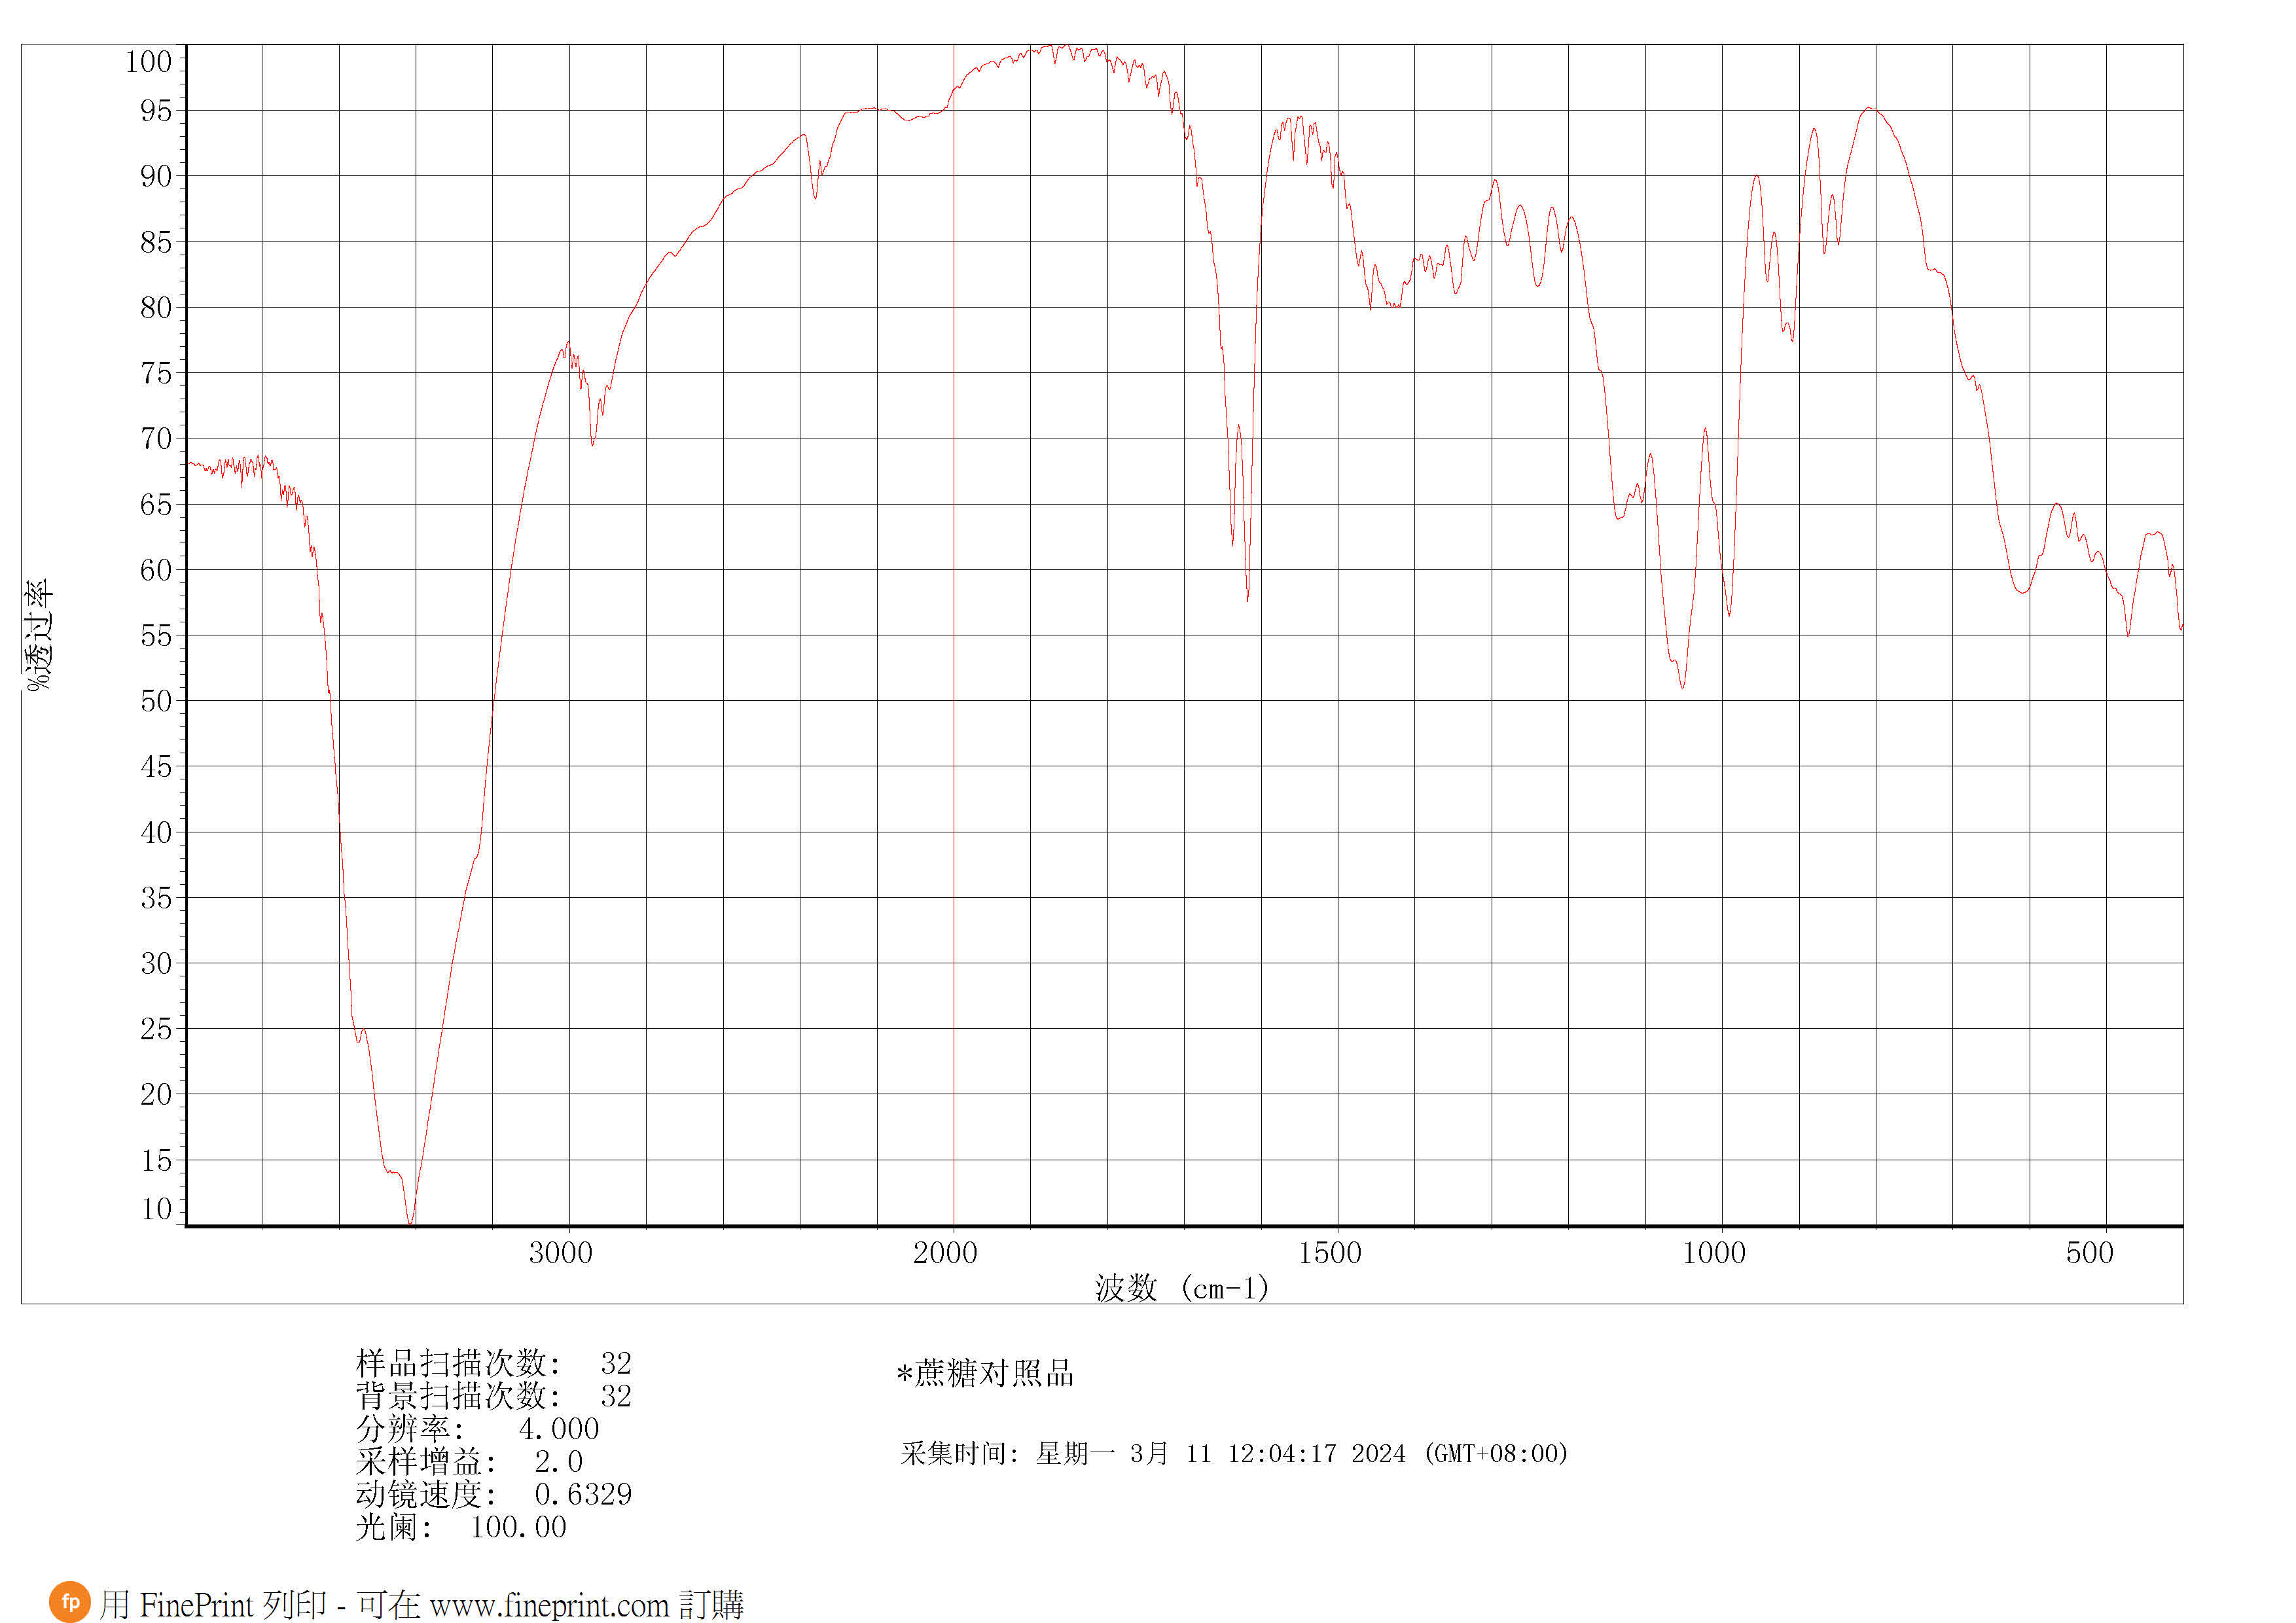 100
95
90
85
80
75
70
65
60
55
50
45
40
35
30
25
20
15
10
%透过率
3000 2000 1500 1000 500
波数 (cm-1)
样品扫描次数: 32
背景扫描次数: 32
分辨率: 4.000
采样增益: 2.0
动镜速度: 0.6329
光阑: 100.00
*蔗糖对照品
采集时间: 星期一 3月 11 12:04:17 2024 (GMT+08:00)
fp 用 FinePrint 列印 - 可在 www.fineprint.com 訂購